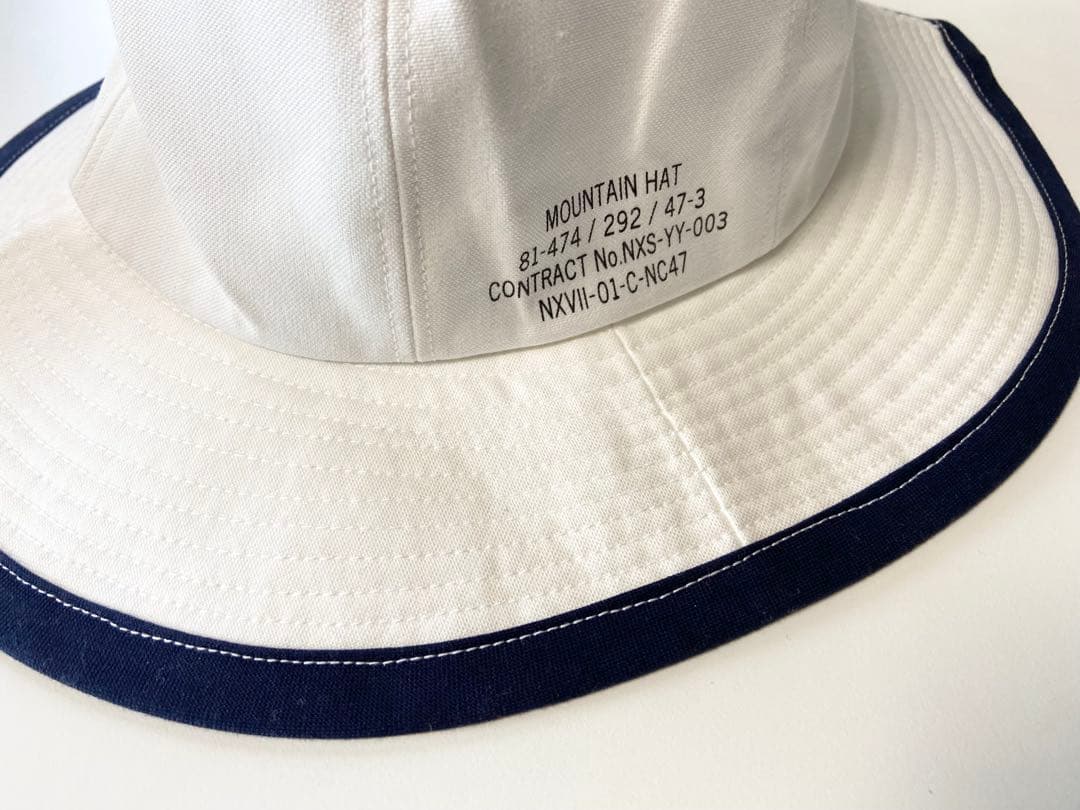 MOUNTAIN HAT
81-474 / 292 / 47-3
CONTRACT No.NXS-YY-003
NXVII-01-C-NC47